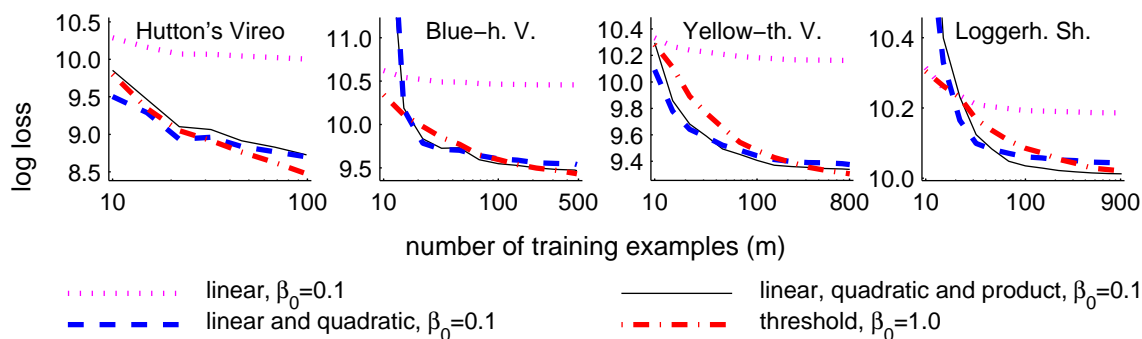 Hutton's Vireo
Blue−h. V.
Yellow−th. V.
Loggerh. Sh.
log loss
10.5
10.0
9.5
9.0
8.5
10
100
11.0
10.5
10.0
9.5
10
100
500
10.4
10.2
10.0
9.8
9.6
9.4
10
100
800
10.4
10.2
10.0
10
100
900
number of training examples (m)
linear, β₀=0.1
linear and quadratic, β₀=0.1
linear, quadratic and product, β₀=0.1
threshold, β₀=1.0